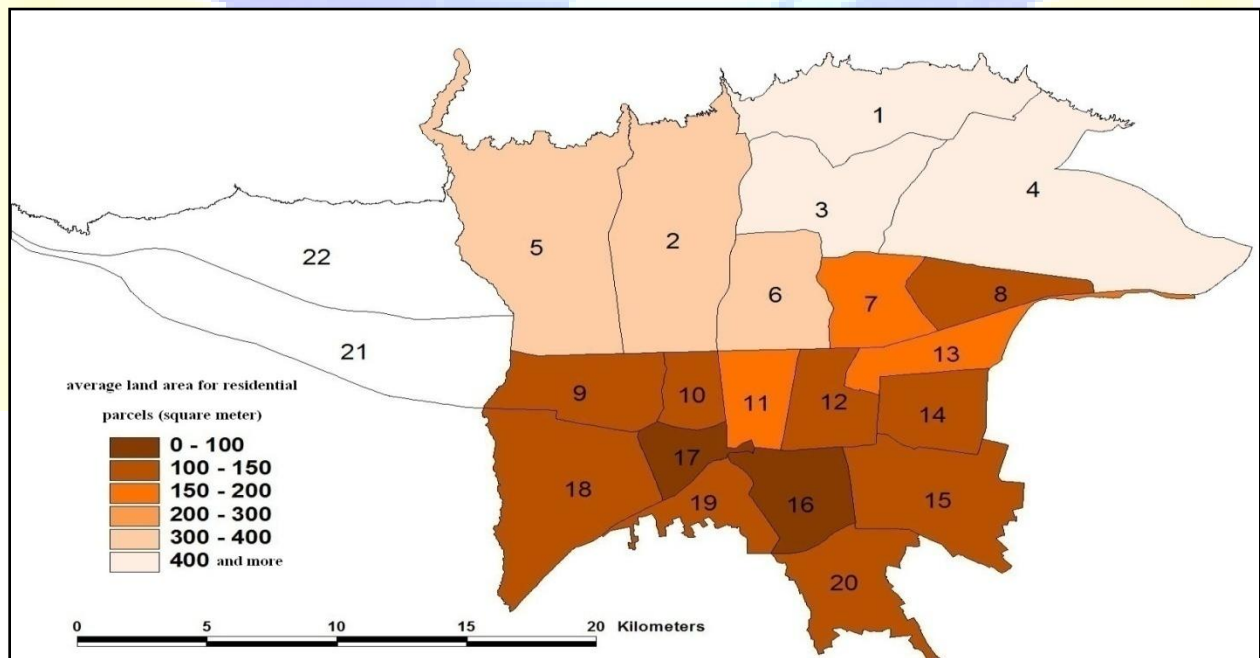 1
4
3
22
5
2
6
7
8
21
13
9
10
11
12
14
17
18
19
16
15
20
average land area for residential
parcels (square meter)
0 - 100
100 - 150
150 - 200
200 - 300
300 - 400
400 and more
0 5 10 15 20 Kilometers